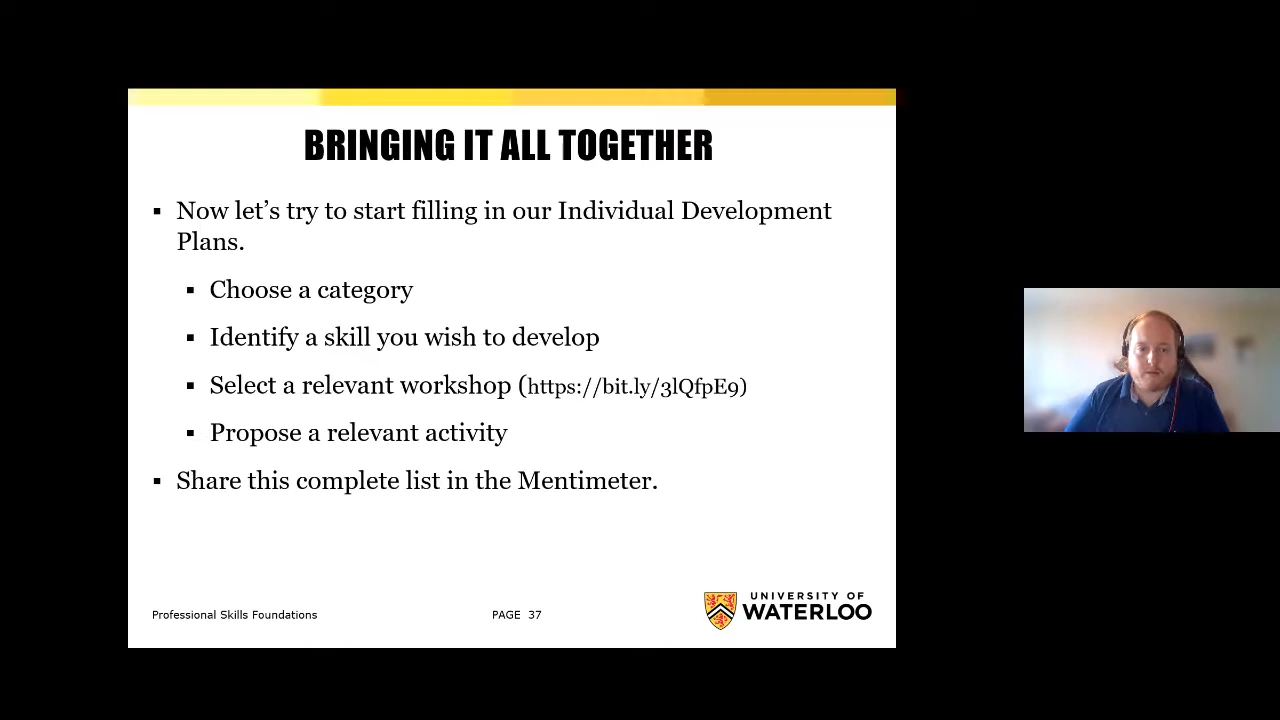 BRINGING IT ALL TOGETHER
▪ Now let’s try to start filling in our Individual Development
Plans.
▪ Choose a category
▪ Identify a skill you wish to develop
▪ Select a relevant workshop (https://bit.ly/3lQfpE9)
▪ Propose a relevant activity
▪ Share this complete list in the Mentimeter.
Professional Skills Foundations
PAGE 37
UNIVERSITY OF
WATERLOO